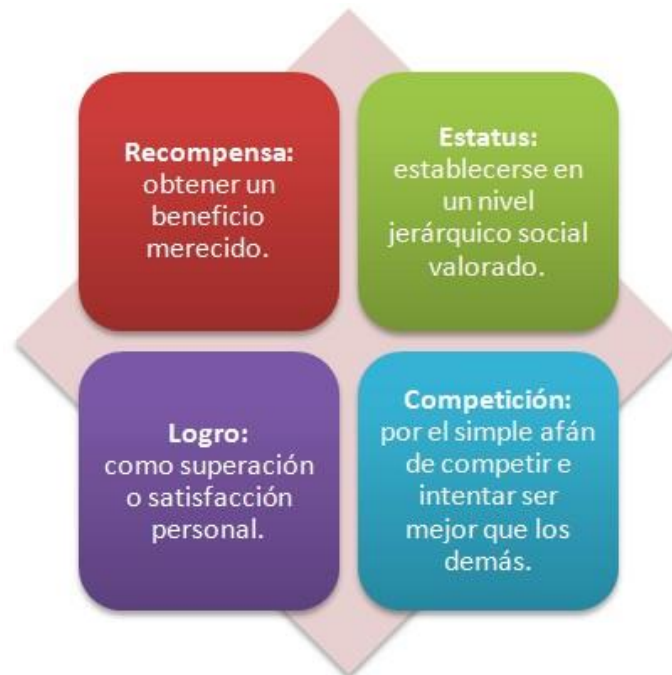 Recompensa:
obtener un
beneficio
merecido.
Estatus:
establecerse en
un nivel
jerárquico social
valorado.
Logro:
como superación
o satisfacción
personal.
Competición:
por el simple afán
de competir e
intentar ser
mejor que los
demás.